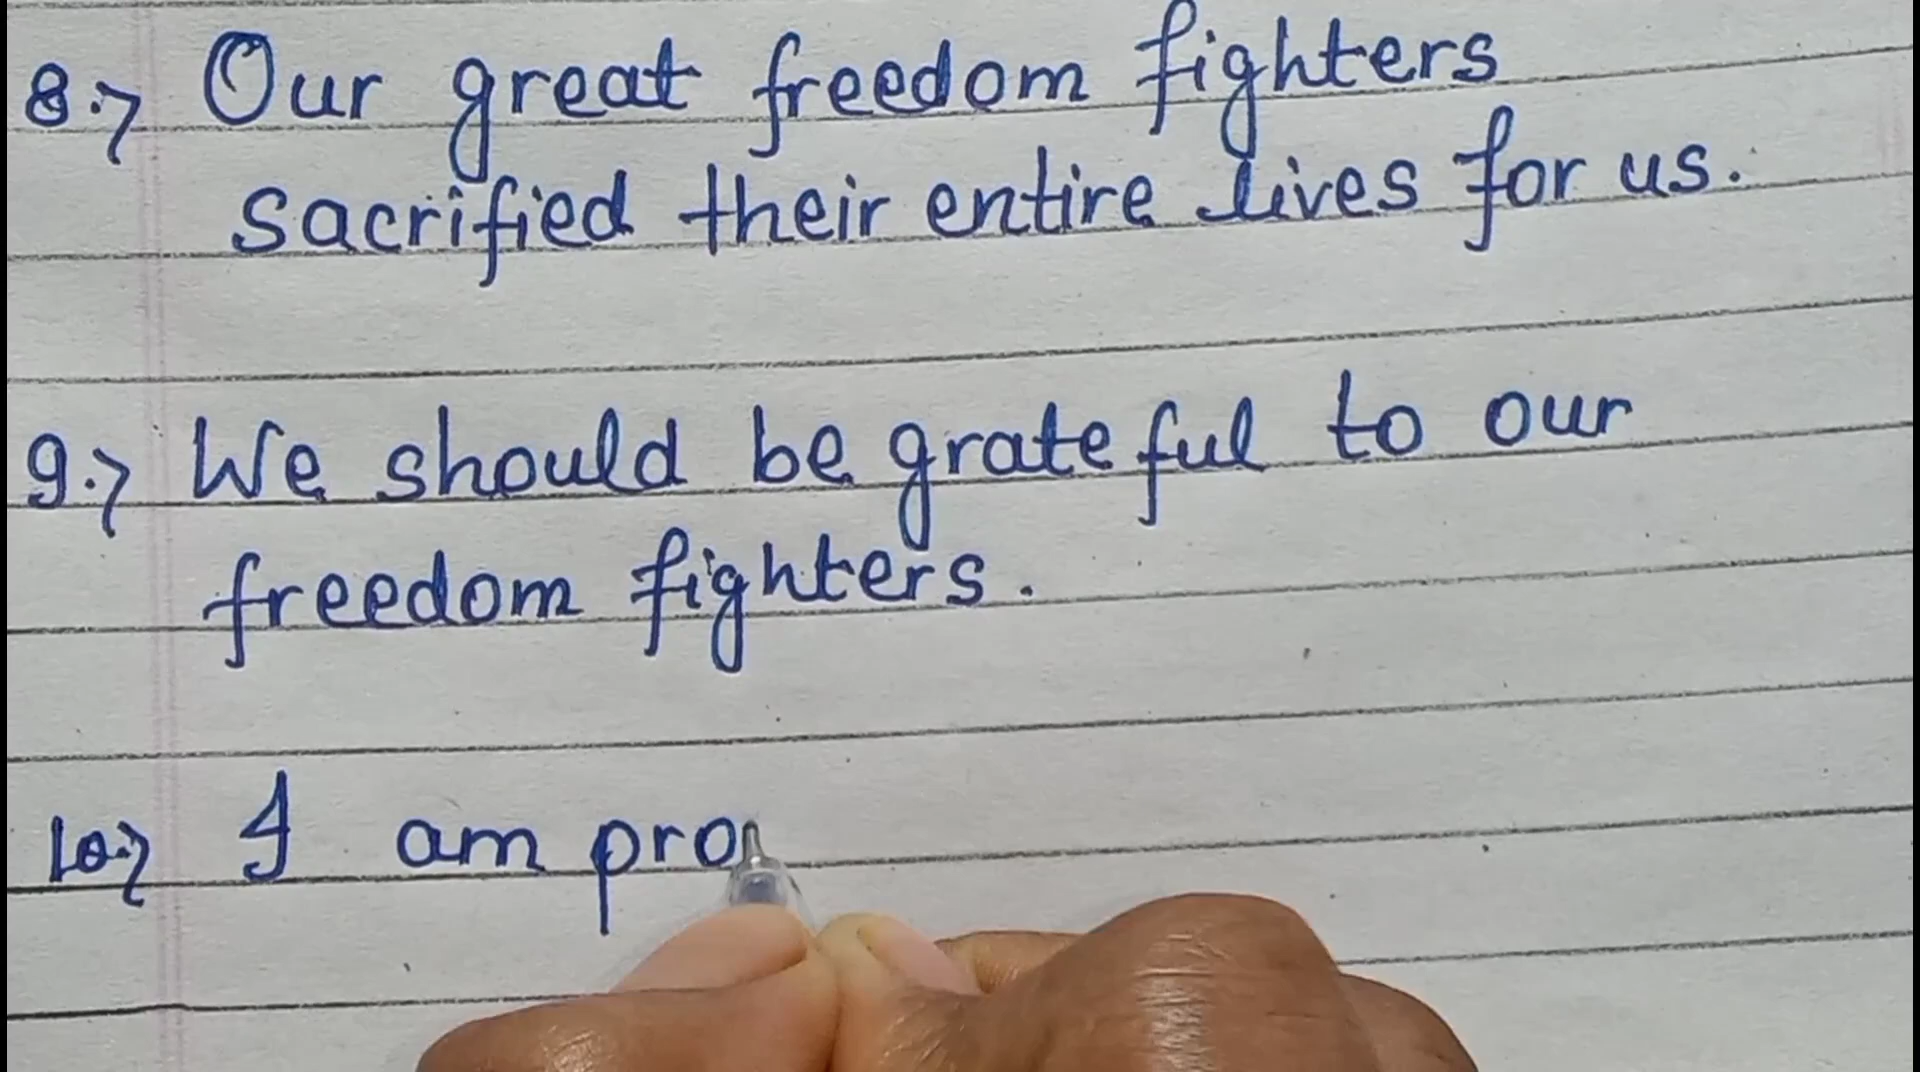 8.) Our great freedom fighters
sacrified their entire lives for us.
9.) We should be grateful to our
freedom fighters.
10.) I am pro